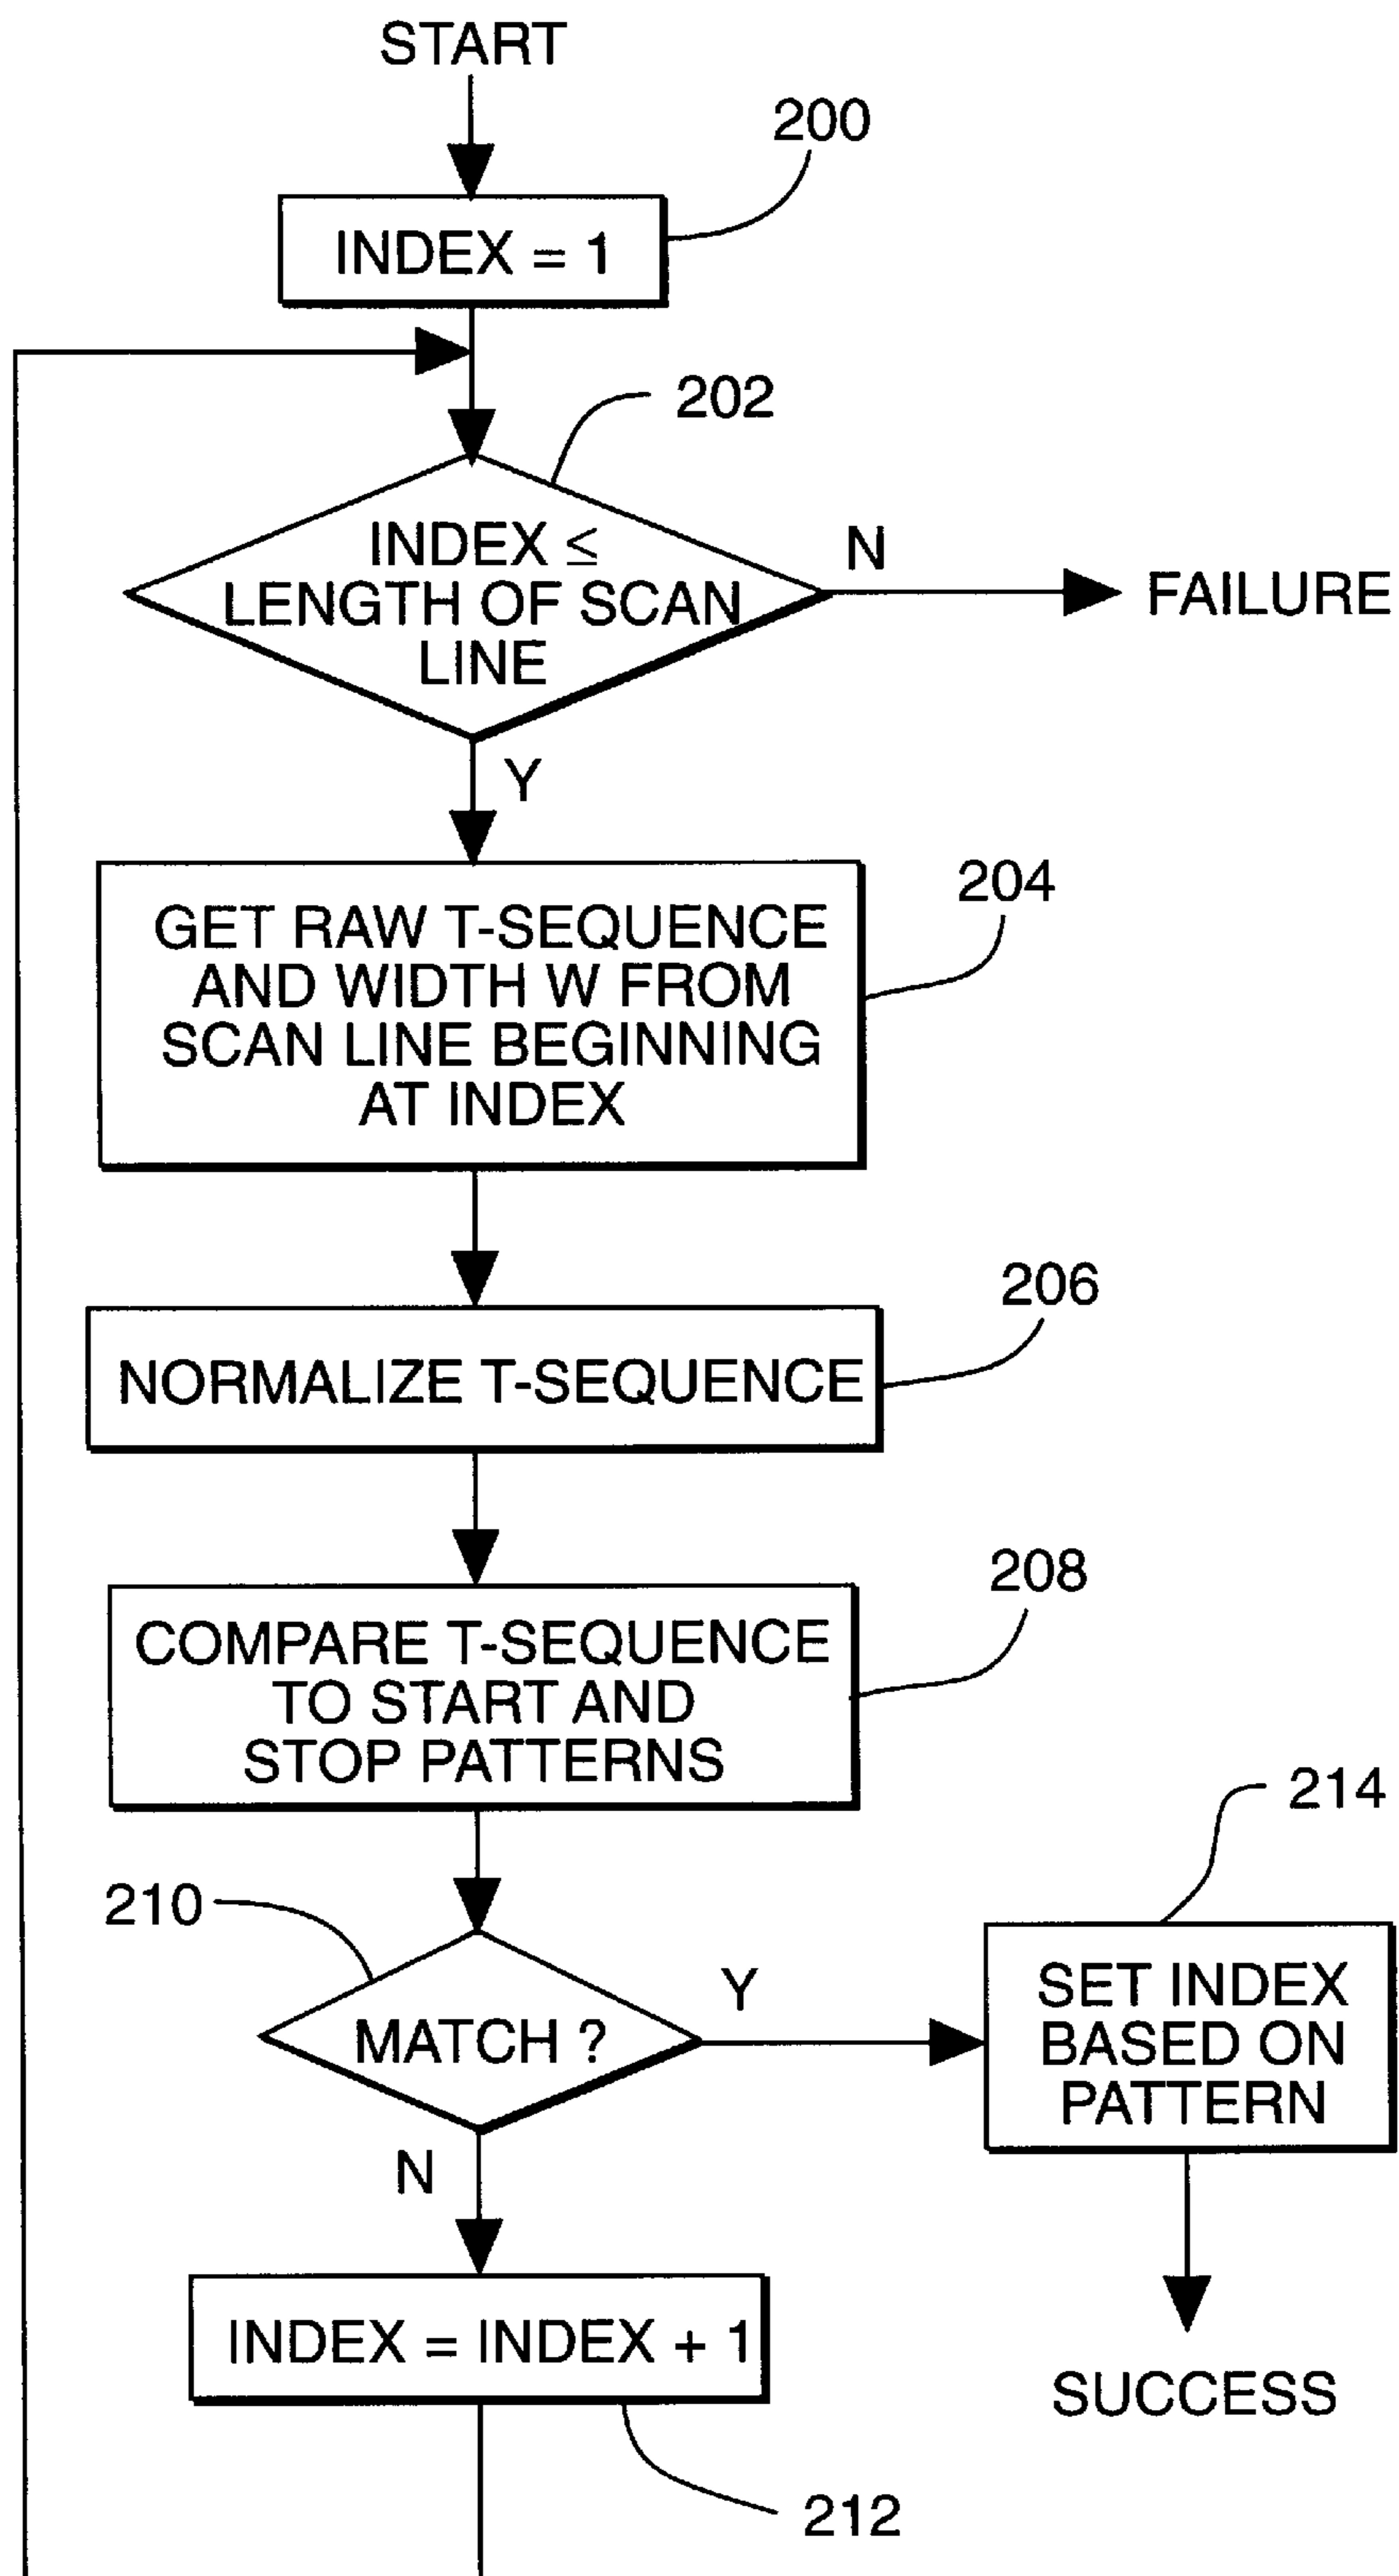 START
200
INDEX = 1
202
INDEX ≤
LENGTH OF SCAN
LINE
N
FAILURE
Y
204
GET RAW T-SEQUENCE
AND WIDTH W FROM
SCAN LINE BEGINNING
AT INDEX
206
NORMALIZE T-SEQUENCE
208
COMPARE T-SEQUENCE
TO START AND
STOP PATTERNS
214
210
MATCH ?
Y
SET INDEX
BASED ON
PATTERN
N
INDEX = INDEX + 1
SUCCESS
212